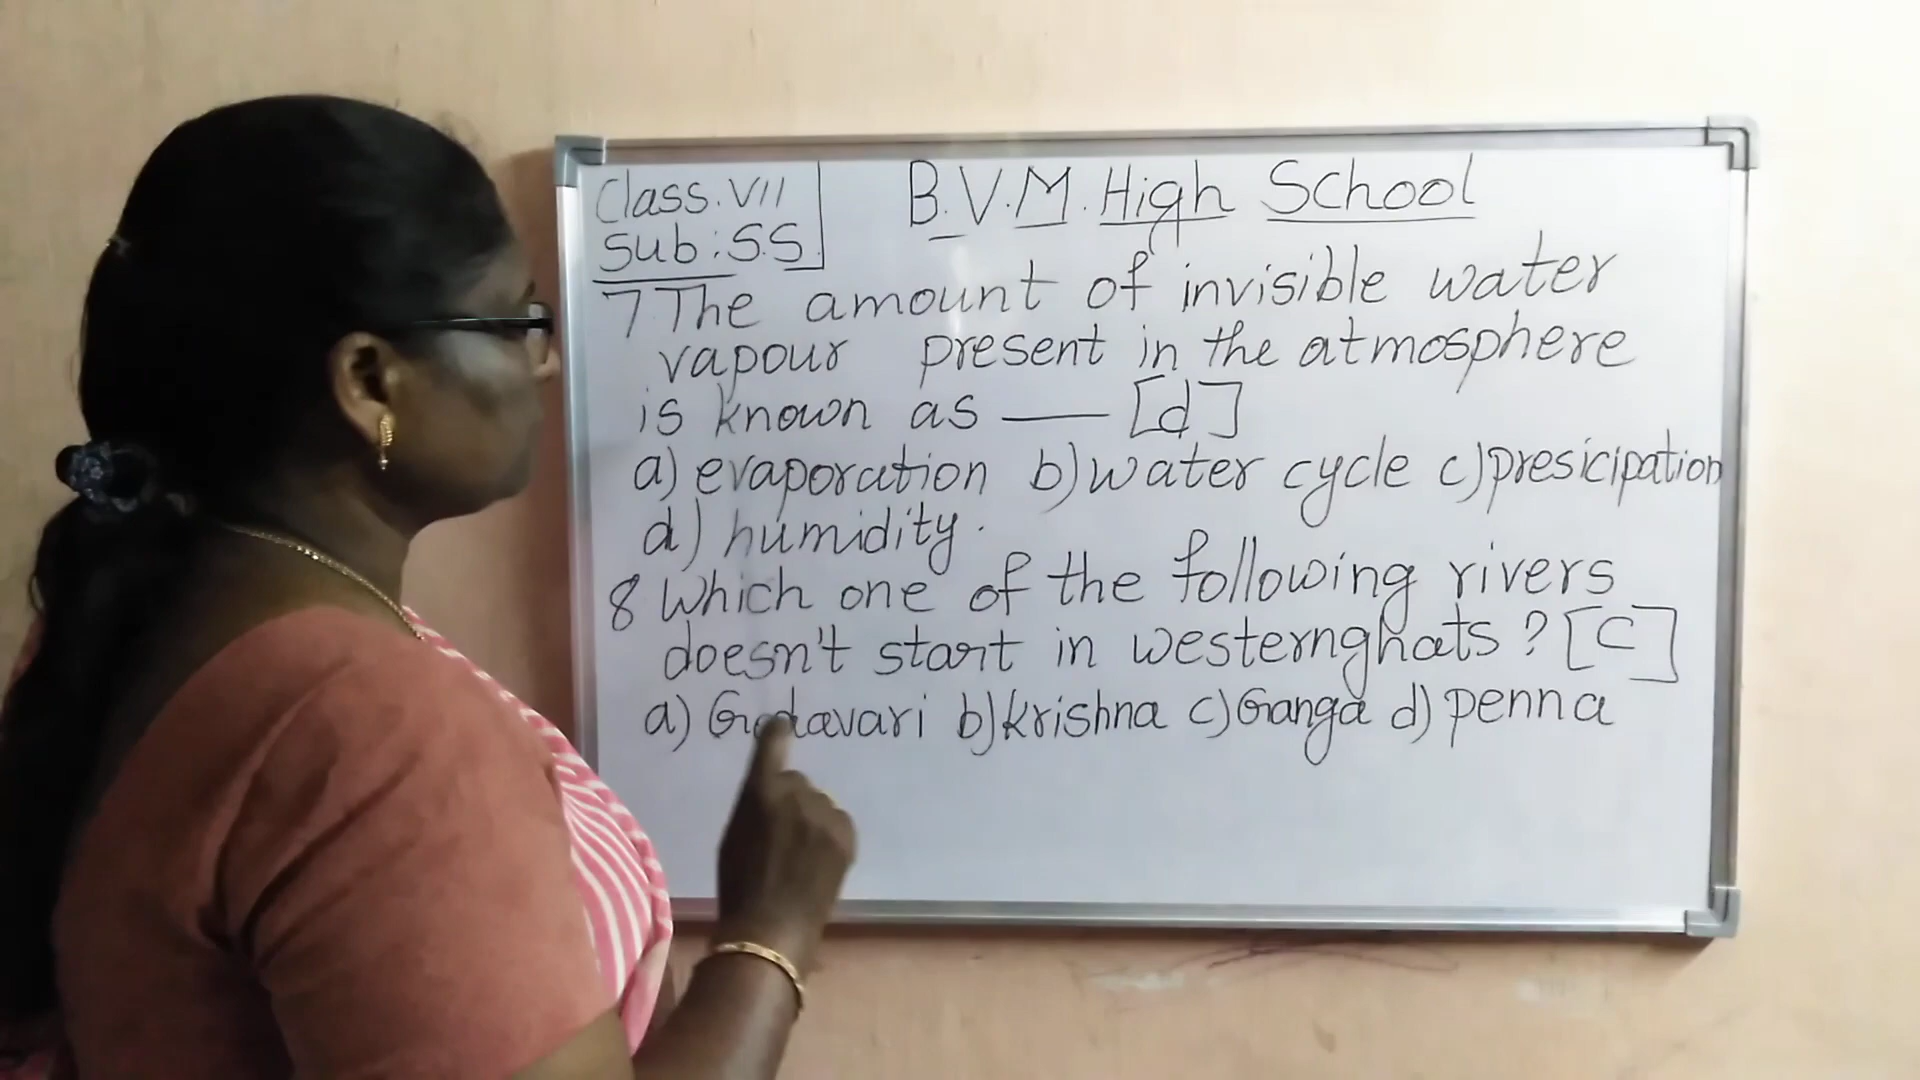 Class.VII
Sub:S.S.
B.V.M.High School
7.The amount of invisible water
vapour present in the atmosphere
is known as — [d]
a) evaporation b)water cycle c)presicipation
d) humidity.
8 Which one of the following rivers
doesn't start in westernghats? [C]
a) Godavari b)krishna c)Ganga d) penna